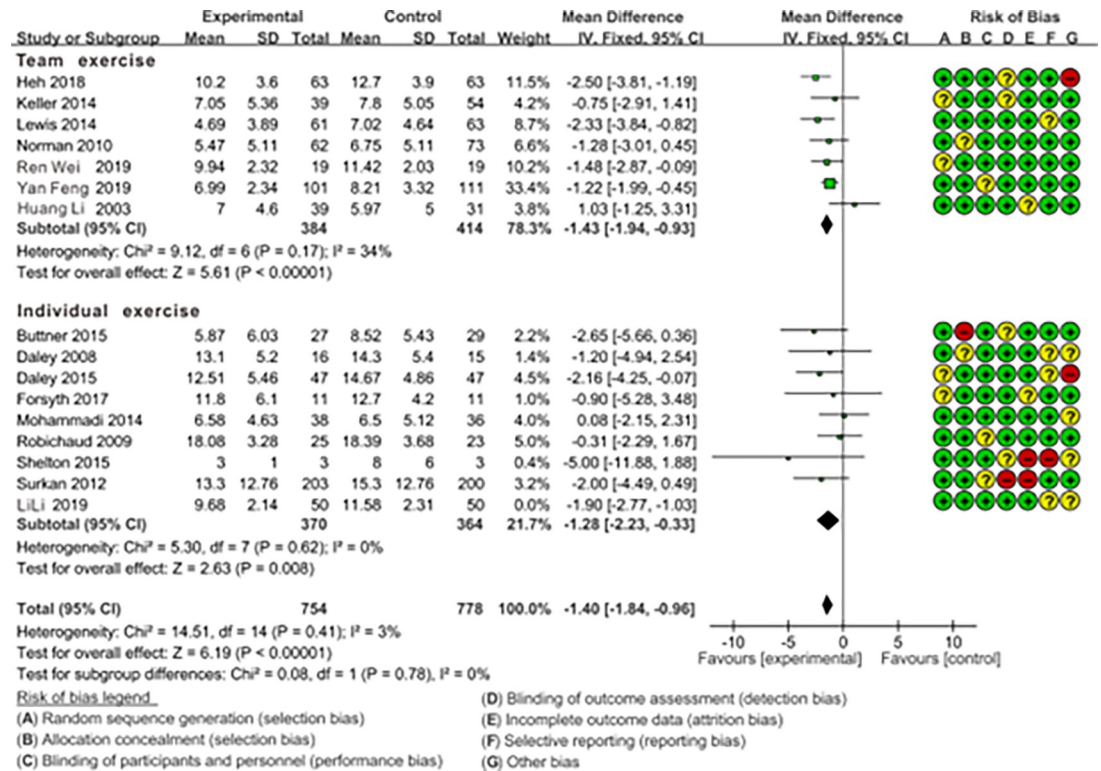 Experimental Control Mean Difference Mean Difference Risk of Bias
Study or Subgroup Mean SD Total Mean SD Total Weight IV, Fixed, 95% CI IV, Fixed, 95% CI A B C D E F G
Team exercise
Heh 2018 10.2 3.6 63 12.7 3.9 63 11.5% -2.50 [-3.81, -1.19] + + + ? + + -
Keller 2014 7.05 5.36 39 7.8 5.05 54 4.2% -0.75 [-2.91, 1.41] ? + + ? + + +
Lewis 2014 4.69 3.89 61 7.02 4.64 63 8.7% -2.33 [-3.84, -0.82] + + + + + ? +
Norman 2010 5.47 5.11 62 6.75 5.11 73 6.6% -1.28 [-3.01, 0.45] + ? + + + + +
Ren Wei 2019 9.94 2.32 19 11.42 2.03 19 10.2% -1.48 [-2.87, -0.09] ? + + + + + +
Yan Feng 2019 6.99 2.34 101 8.21 3.32 111 33.4% -1.22 [-1.99, -0.45] + + ? + + + +
Huang Li 2003 7 4.6 39 5.97 5 31 3.8% 1.03 [-1.25, 3.31] + + + + ? + +
Subtotal (95% CI) 384 414 78.3% -1.43 [-1.94, -0.93]
Heterogeneity: Chi² = 9.12, df = 6 (P = 0.17); I² = 34%
Test for overall effect: Z = 5.61 (P < 0.00001)
Individual exercise
Buttner 2015 5.87 6.03 27 8.52 5.43 29 2.2% -2.65 [-5.66, 0.36] + - + ? + + +
Daley 2008 13.1 5.2 16 14.3 5.4 15 1.4% -1.20 [-4.94, 2.54] + ? + + + ? ?
Daley 2015 12.51 5.46 47 14.67 4.86 47 4.5% -2.16 [-4.25, -0.07] ? + + + + ? -
Forsyth 2017 11.8 6.1 11 12.7 4.2 11 1.0% -0.90 [-5.28, 3.48] ? + + ? + + +
Mohammadi 2014 6.58 4.63 38 6.5 5.12 36 4.0% 0.08 [-2.15, 2.31] + + + + + + ?
Robichaud 2009 18.08 3.28 25 18.39 3.68 23 5.0% -0.31 [-2.29, 1.67] + + ? + + + +
Shelton 2015 3 1 3 8 6 3 0.4% -5.00 [-11.88, 1.88] + + + ? - - ?
Surkan 2012 13.3 12.76 203 15.3 12.76 200 3.2% -2.00 [-4.49, 0.49] + + ? - - + +
LiLi 2019 9.68 2.14 50 11.58 2.31 50 -1.90 [-2.77, -1.03] + + + + + ? ?
Subtotal (95% CI) 370 364 21.7% -1.28 [-2.23, -0.33]
Heterogeneity: Chi² = 5.30, df = 7 (P = 0.62); I² = 0%
Test for overall effect: Z = 2.63 (P = 0.008)
Total (95% CI) 754 778 100.0% -1.40 [-1.84, -0.96]
Heterogeneity: Chi² = 14.51, df = 14 (P = 0.41); I² = 3%
Test for overall effect: Z = 6.19 (P < 0.00001)
Test for subgroup differences: Chi² = 0.08, df = 1 (P = 0.78), I² = 0%
-10 -5 0 5 10
Favours [experimental] Favours [control]
Risk of bias legend
(A) Random sequence generation (selection bias)
(B) Allocation concealment (selection bias)
(C) Blinding of participants and personnel (performance bias)
(D) Blinding of outcome assessment (detection bias)
(E) Incomplete outcome data (attrition bias)
(F) Selective reporting (reporting bias)
(G) Other bias